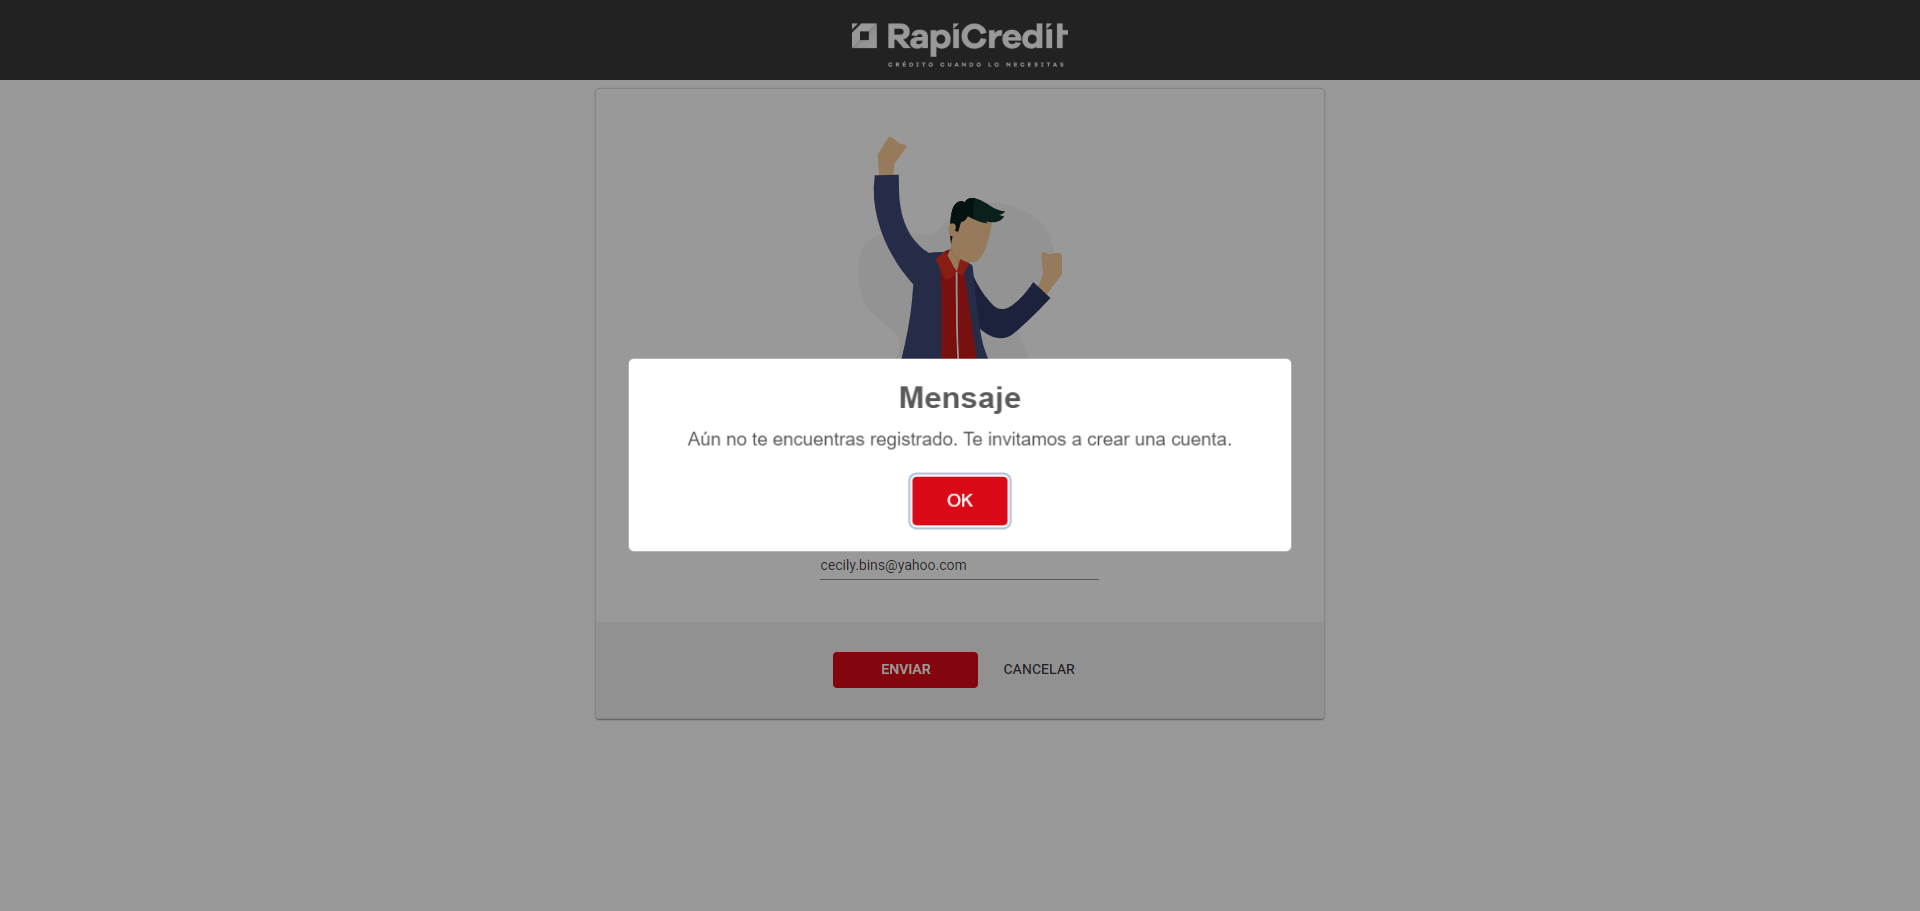 RapiCredit
CRÉDITO CUANDO LO NECESITAS
Mensaje
Aún no te encuentras registrado. Te invitamos a crear una cuenta.
OK
cecily.bins@yahoo.com
ENVIAR
CANCELAR